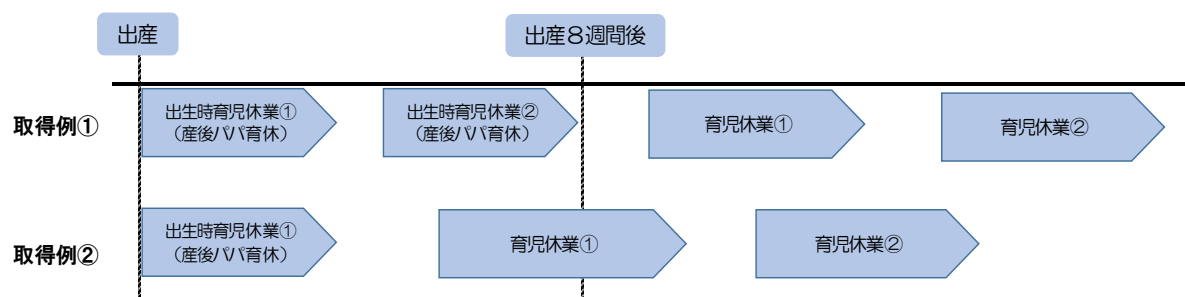 出産
出産８週間後
取得例①
出生時育児休業①
（産後パパ育休）
出生時育児休業②
（産後パパ育休）
育児休業①
育児休業②
取得例②
出生時育児休業①
（産後パパ育休）
育児休業①
育児休業②